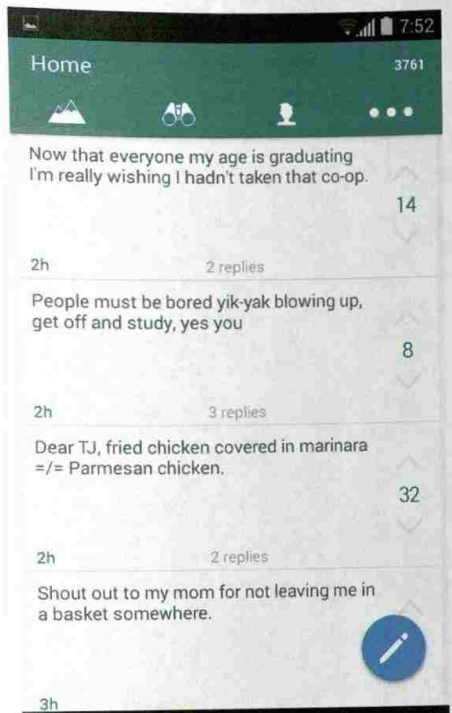 7:52
Home 3761
Now that everyone my age is graduating
I'm really wishing I hadn't taken that co-op.
14
2h 2 replies
People must be bored yik-yak blowing up,
get off and study, yes you
8
2h 3 replies
Dear TJ, fried chicken covered in marinara
=/= Parmesan chicken.
32
2h 2 replies
Shout out to my mom for not leaving me in
a basket somewhere.
3h